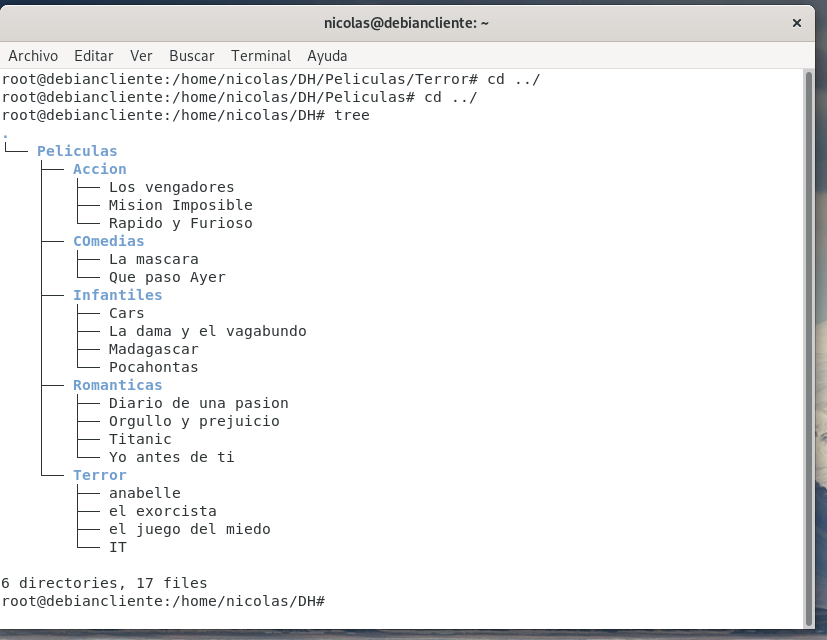 nicolas@debiancliente: ~ ×
Archivo Editar Ver Buscar Terminal Ayuda
root@debiancliente:/home/nicolas/DH/Peliculas/Terror# cd ../
root@debiancliente:/home/nicolas/DH/Peliculas# cd ../
root@debiancliente:/home/nicolas/DH# tree
.
└── Peliculas
    ├── Accion
    │   ├── Los vengadores
    │   ├── Mision Imposible
    │   └── Rapido y Furioso
    ├── COmedias
    │   ├── La mascara
    │   └── Que paso Ayer
    ├── Infantiles
    │   ├── Cars
    │   ├── La dama y el vagabundo
    │   ├── Madagascar
    │   └── Pocahontas
    ├── Romanticas
    │   ├── Diario de una pasion
    │   ├── Orgullo y prejuicio
    │   ├── Titanic
    │   └── Yo antes de ti
    └── Terror
        ├── anabelle
        ├── el exorcista
        ├── el juego del miedo
        └── IT

6 directories, 17 files
root@debiancliente:/home/nicolas/DH#